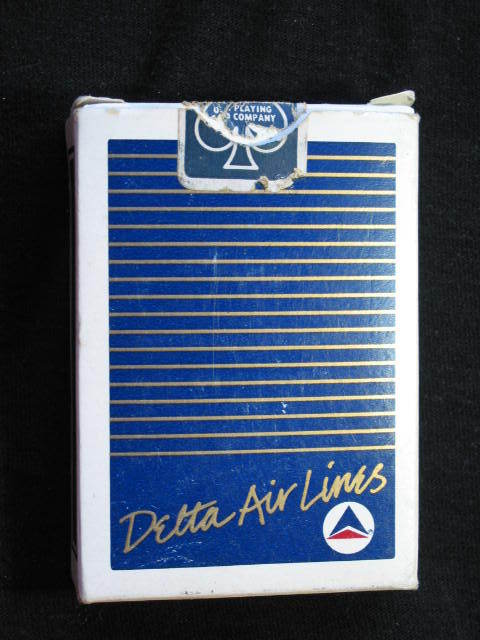 PLAYING
COMPANY
Delta Air Lines